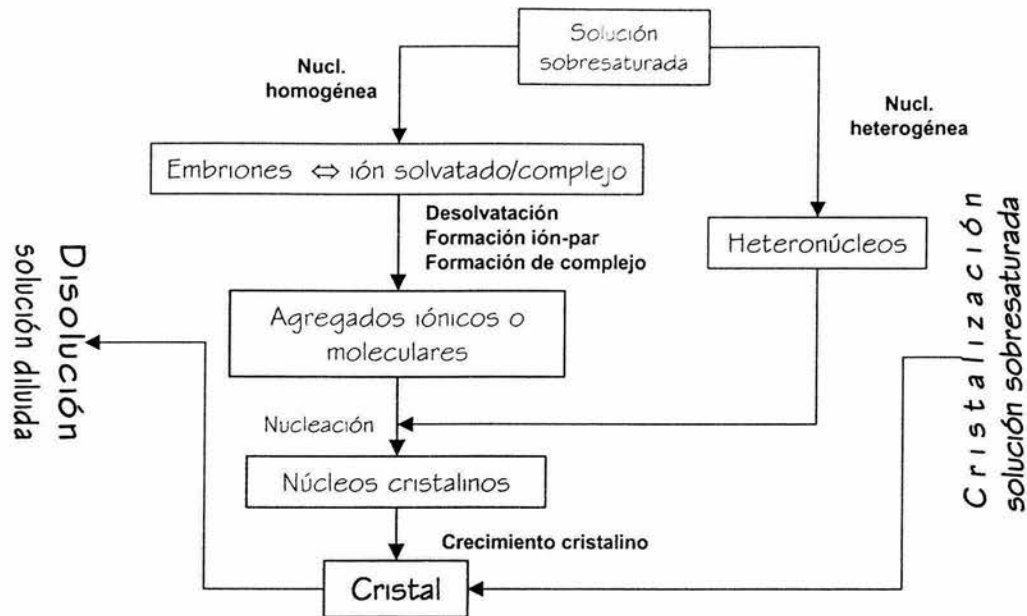 Solución
sobresaturada
Nucl.
homogénea
Nucl.
heterogénea
Embriones ⇔ ión solvatado/complejo
Desolvatación
Formación ión-par
Formación de complejo
Heteronúcleos
Agregados iónicos o
moleculares
Disolución
solución diluida
Cristalización
solución sobresaturada
Nucleación
Núcleos cristalinos
Crecimiento cristalino
Cristal